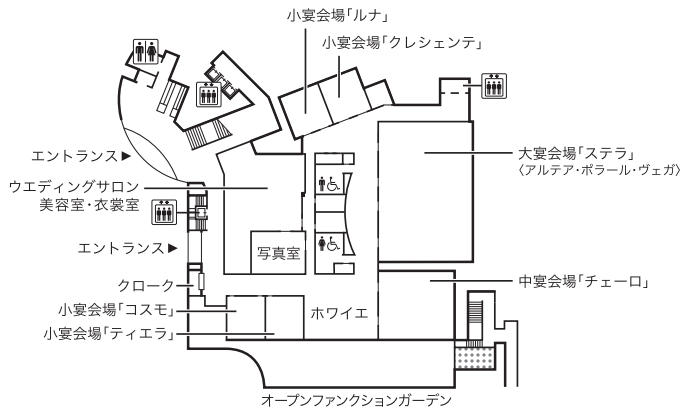 小宴会場「ルナ」
小宴会場「クレシェンテ」
エントランス▶
大宴会場「ステラ」
〈アルテア・ポラール・ヴェガ〉
ウエディングサロン
美容室・衣裳室
写真室
エントランス▶
クローク
中宴会場「チェーロ」
小宴会場「コスモ」
ホワイエ
小宴会場「ティエラ」
オープンファンクションガーデン